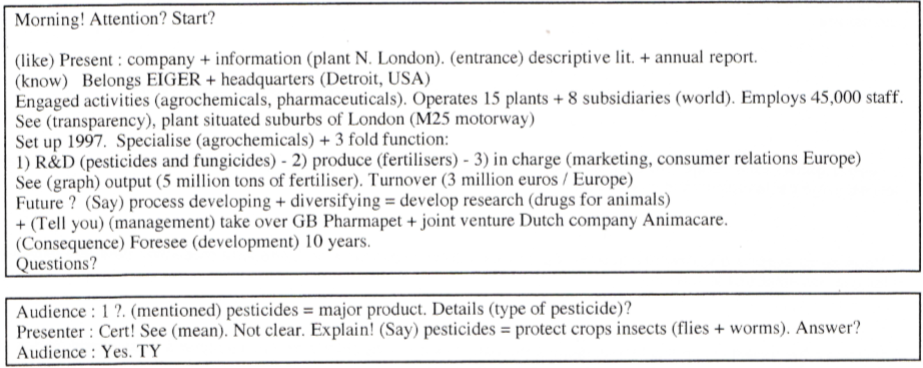 Morning! Attention? Start?
(like) Present : company + information (plant N. London). (entrance) descriptive lit. + annual report.
(know) Belongs EIGER + headquarters (Detroit, USA)
Engaged activities (agrochemicals, pharmaceuticals). Operates 15 plants + 8 subsidiaries (world). Employs 45,000 staff.
See (transparency), plant situated suburbs of London (M25 motorway)
Set up 1997. Specialise (agrochemicals) + 3 fold function:
1) R&D (pesticides and fungicides) - 2) produce (fertilisers) - 3) in charge (marketing, consumer relations Europe)
See (graph) output (5 million tons of fertiliser). Turnover (3 million euros / Europe)
Future ? (Say) process developing + diversifying = develop research (drugs for animals)
+ (Tell you) (management) take over GB Pharmapet + joint venture Dutch company Animacare.
(Consequence) Foresee (development) 10 years.
Questions?
Audience : 1 ?. (mentioned) pesticides = major product. Details (type of pesticide)?
Presenter : Cert! See (mean). Not clear. Explain! (Say) pesticides = protect crops insects (flies + worms). Answer?
Audience : Yes. TY